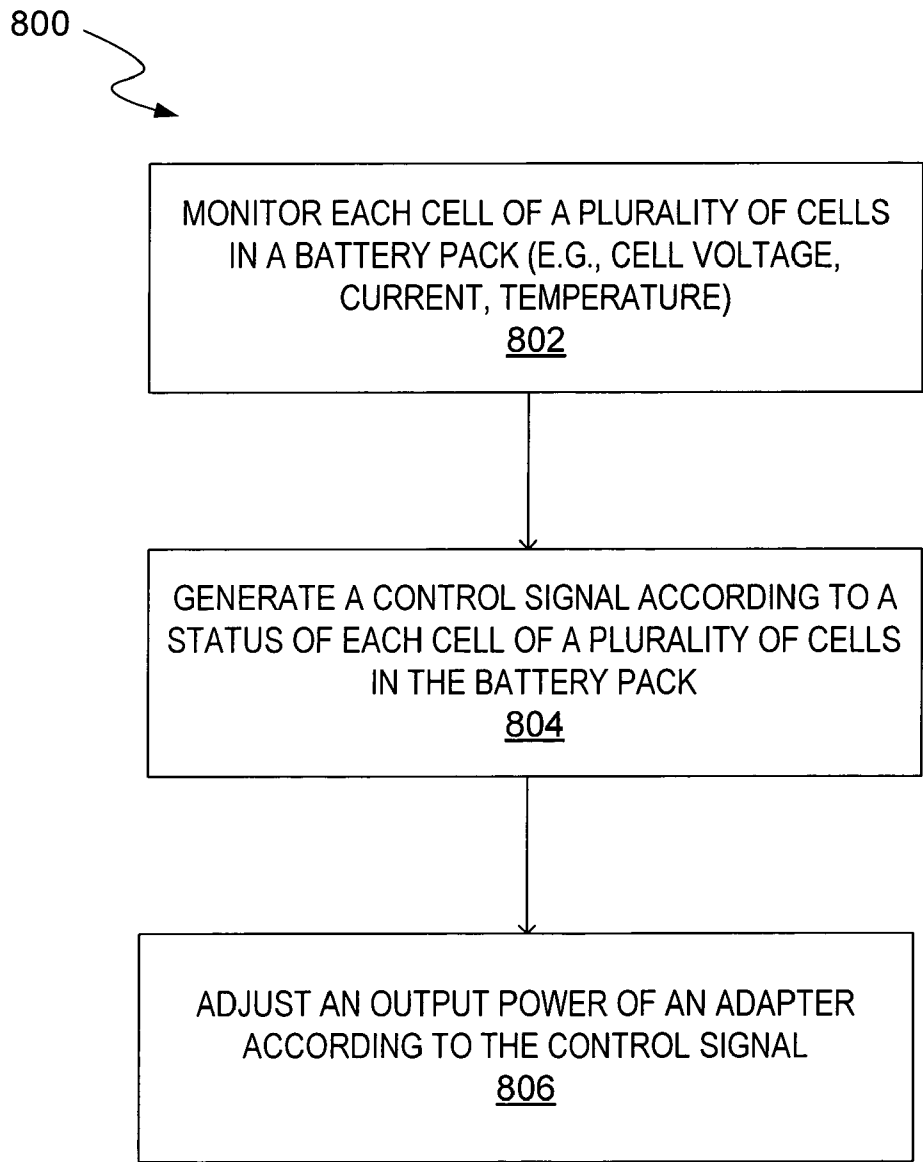 800
MONITOR EACH CELL OF A PLURALITY OF CELLS
IN A BATTERY PACK (E.G., CELL VOLTAGE,
CURRENT, TEMPERATURE)
802
GENERATE A CONTROL SIGNAL ACCORDING TO A
STATUS OF EACH CELL OF A PLURALITY OF CELLS
IN THE BATTERY PACK
804
ADJUST AN OUTPUT POWER OF AN ADAPTER
ACCORDING TO THE CONTROL SIGNAL
806